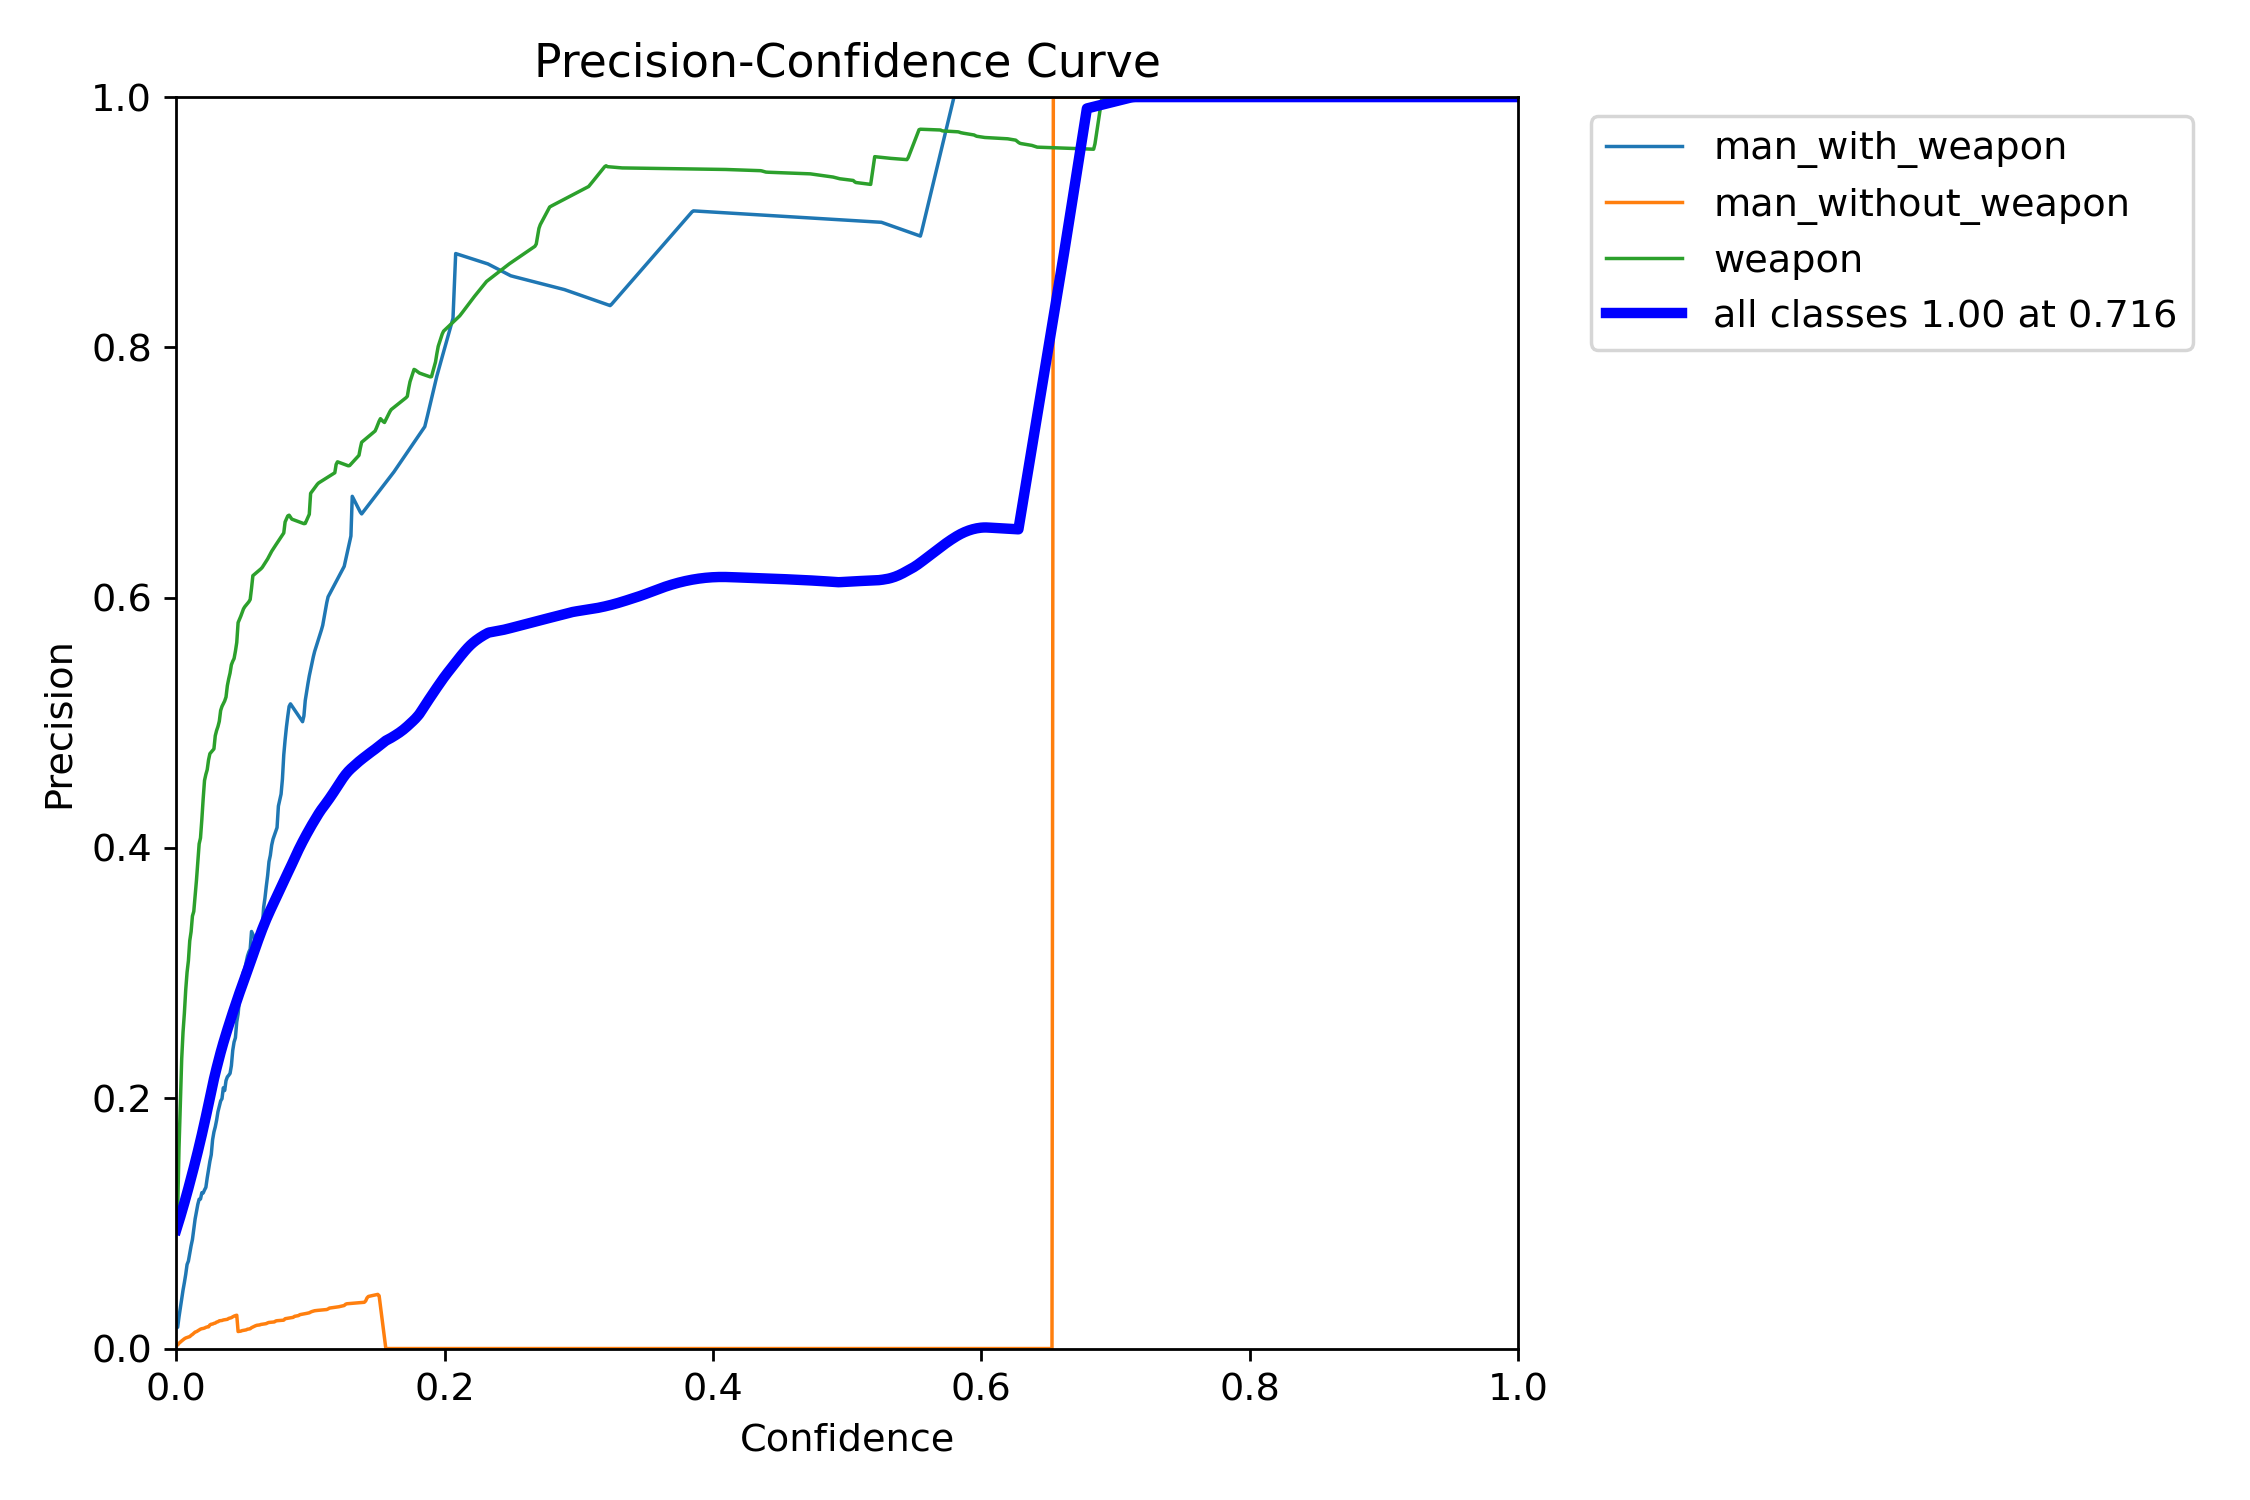 Precision-Confidence Curve
1.0
0.8
0.6
0.4
0.2
0.0
Precision
0.0 0.2 0.4 0.6 0.8 1.0
Confidence
man_with_weapon
man_without_weapon
weapon
all classes 1.00 at 0.716